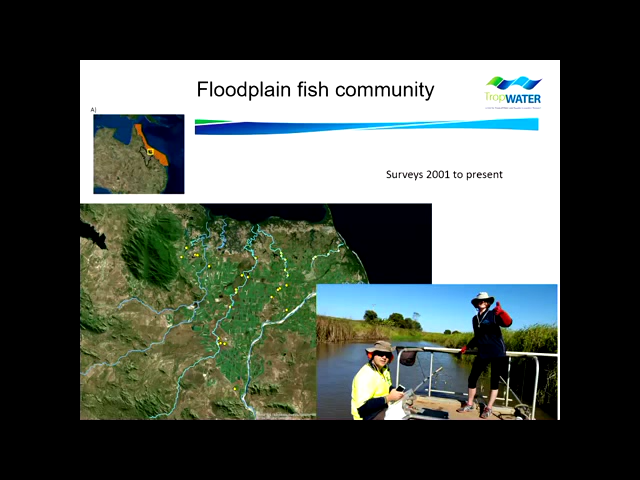 Floodplain fish community
TropWATER
A)
Surveys 2001 to present